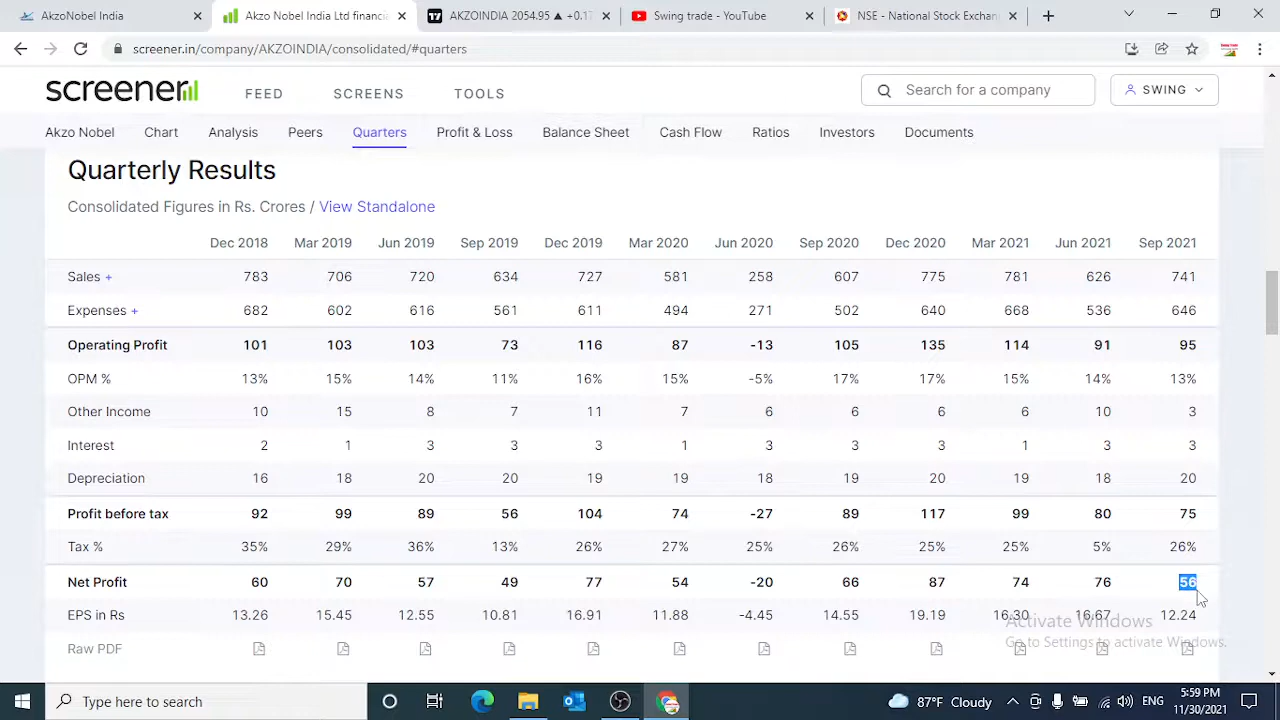 Akzo Nobel India Ltd
Akzo Nobel India Ltd financ
AKZOINDIA 2054.95 ▲ +0.1
Swing trade - YouTube
NSE - National Stock Exchan
screener.in/company/AKZOINDIA/consolidated/#quarters
screener
FEED SCREENS TOOLS
Search for a company
SWING
Akzo Nobel Chart Analysis Peers Quarters Profit & Loss Balance Sheet Cash Flow Ratios Investors Documents
Quarterly Results
Consolidated Figures in Rs. Crores / View Standalone
Dec 2018 Mar 2019 Jun 2019 Sep 2019 Dec 2019 Mar 2020 Jun 2020 Sep 2020 Dec 2020 Mar 2021 Jun 2021 Sep 2021
Sales + 783 706 720 634 727 581 258 607 775 781 626 741
Expenses + 682 602 616 561 611 494 271 502 640 668 536 646
Operating Profit 101 103 103 73 116 87 -13 105 135 114 91 95
OPM % 13% 15% 14% 11% 16% 15% -5% 17% 17% 15% 14% 13%
Other Income 10 15 8 7 11 7 6 6 6 6 10 3
Interest 2 1 3 3 3 1 3 3 3 1 3 3
Depreciation 16 18 20 20 19 19 18 19 20 19 18 20
Profit before tax 92 99 89 56 104 74 -27 89 117 99 80 75
Tax % 35% 29% 36% 13% 26% 27% 25% 26% 25% 25% 5% 26%
Net Profit 60 70 57 49 77 54 -20 66 87 74 76 56
EPS in Rs 13.26 15.45 12.55 10.81 16.91 11.88 -4.45 14.55 19.19 16.30 16.67 12.24
Activate Windows
Go to Settings to activate Windows.
Raw PDF
Type here to search
87°F Cloudy
ENG
5:59 PM
11/30/2021